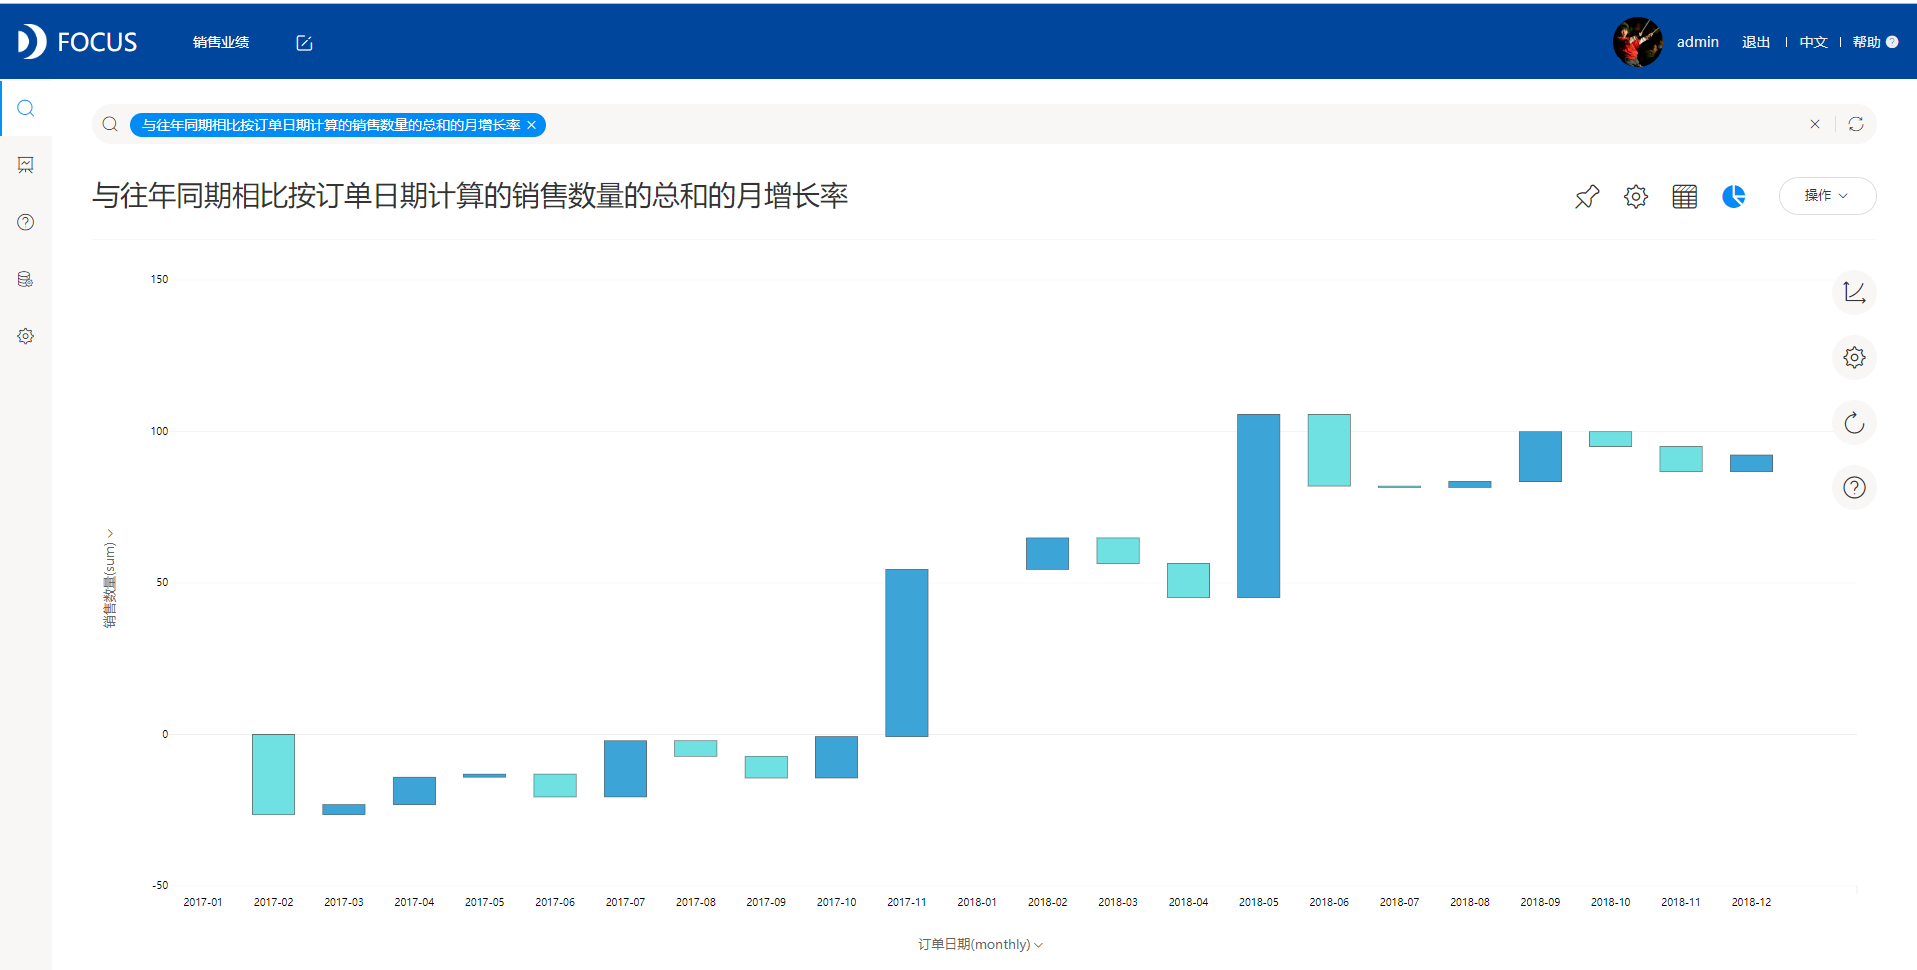 FOCUS 销售业绩 admin 退出 | 中文 | 帮助 ?
与往年同期相比按订单日期计算的销售数量的总和的月增长率 ×
与往年同期相比按订单日期计算的销售数量的总和的月增长率
操作
150
100
50
0
-50
销售数量(sum)
2017-01 2017-02 2017-03 2017-04 2017-05 2017-06 2017-07 2017-08 2017-09 2017-10 2017-11 2018-01 2018-02 2018-03 2018-04 2018-05 2018-06 2018-07 2018-08 2018-09 2018-10 2018-11 2018-12
订单日期(monthly)